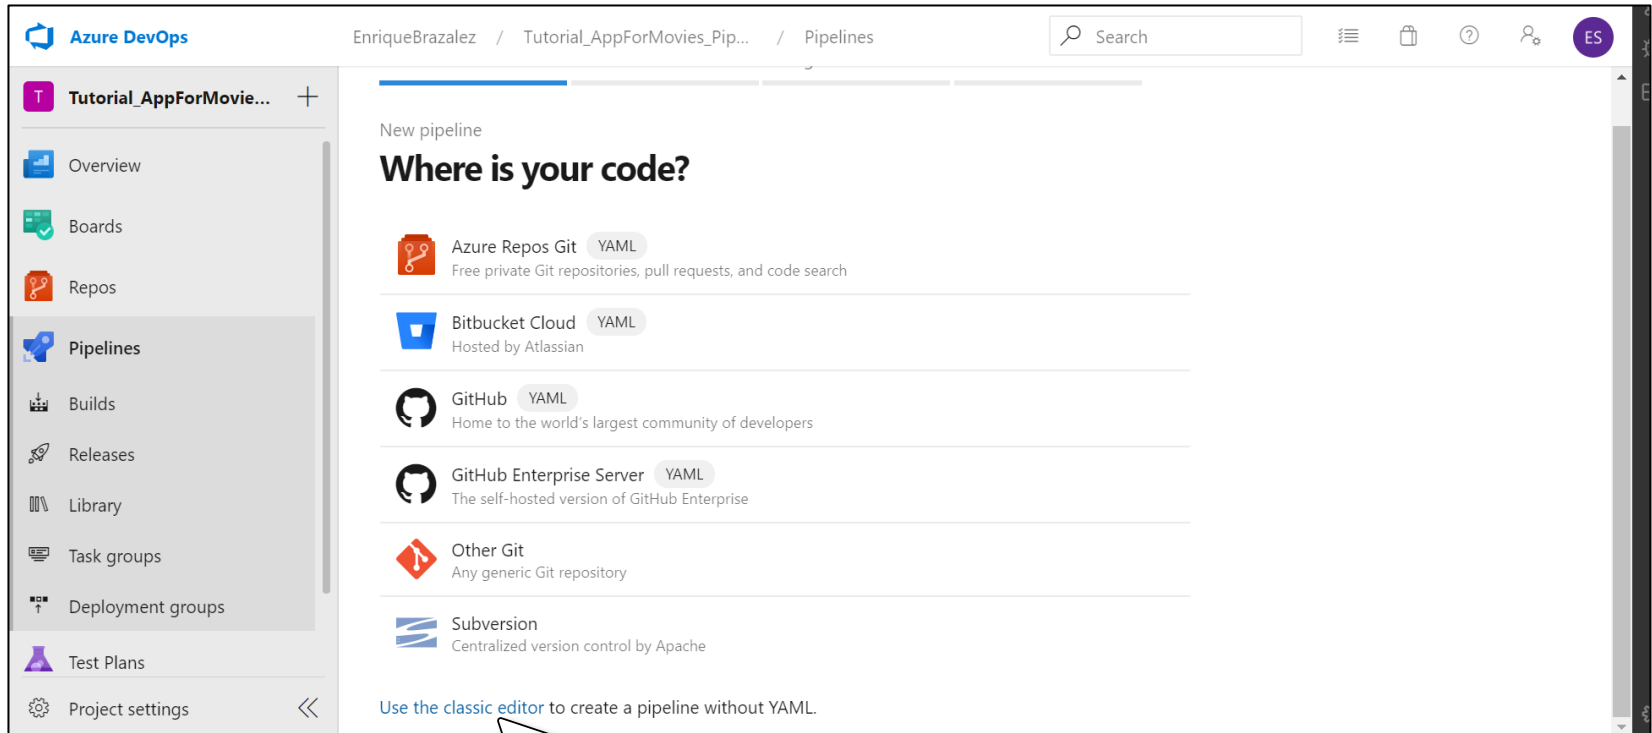 Azure DevOps
EnriqueBrazalez / Tutorial_AppForMovies_Pip... / Pipelines
Search
ES
T Tutorial_AppForMovie...
Overview
Boards
Repos
Pipelines
Builds
Releases
Library
Task groups
Deployment groups
Test Plans
Project settings
New pipeline
Where is your code?
Azure Repos Git YAML
Free private Git repositories, pull requests, and code search
Bitbucket Cloud YAML
Hosted by Atlassian
GitHub YAML
Home to the world's largest community of developers
GitHub Enterprise Server YAML
The self-hosted version of GitHub Enterprise
Other Git
Any generic Git repository
Subversion
Centralized version control by Apache
Use the classic editor to create a pipeline without YAML.